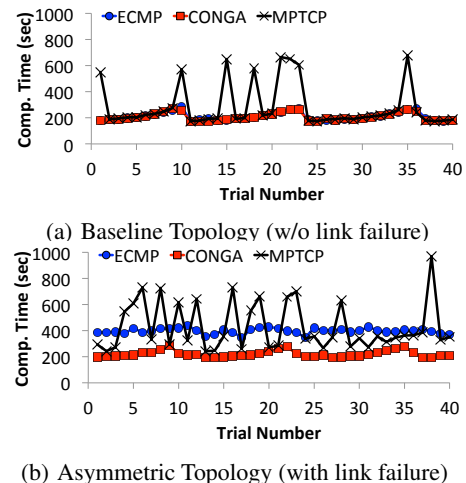 ECMP CONGA MPTCP
Comp. Time (sec)
1000
800
600
400
200
0
0 5 10 15 20 25 30 35 40
Trial Number
(a) Baseline Topology (w/o link failure)
ECMP CONGA MPTCP
Comp. Time (sec)
1000
800
600
400
200
0
0 5 10 15 20 25 30 35 40
Trial Number
(b) Asymmetric Topology (with link failure)